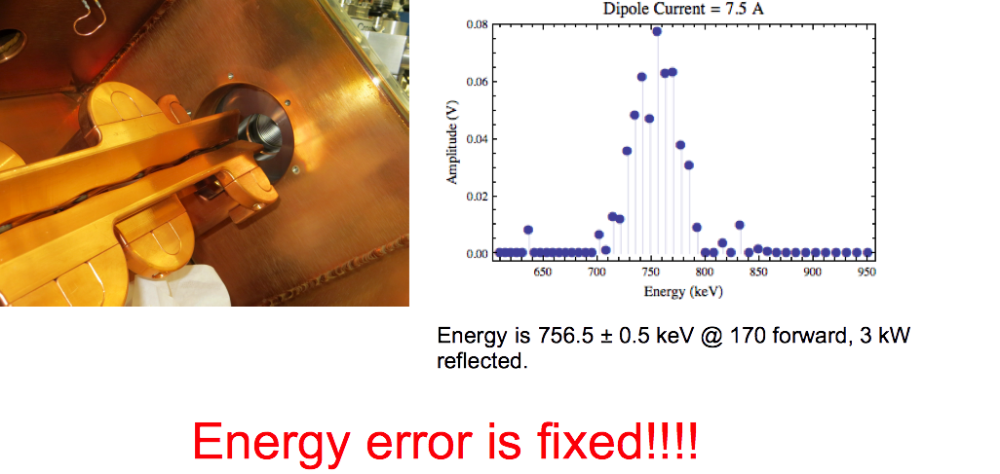 Dipole Current = 7.5 A
Amplitude (V)
0.08
0.06
0.04
0.02
0.00
650 700 750 800 850 900 950
Energy (keV)
Energy is 756.5 ± 0.5 keV @ 170 forward, 3 kW
reflected.
Energy error is fixed!!!!